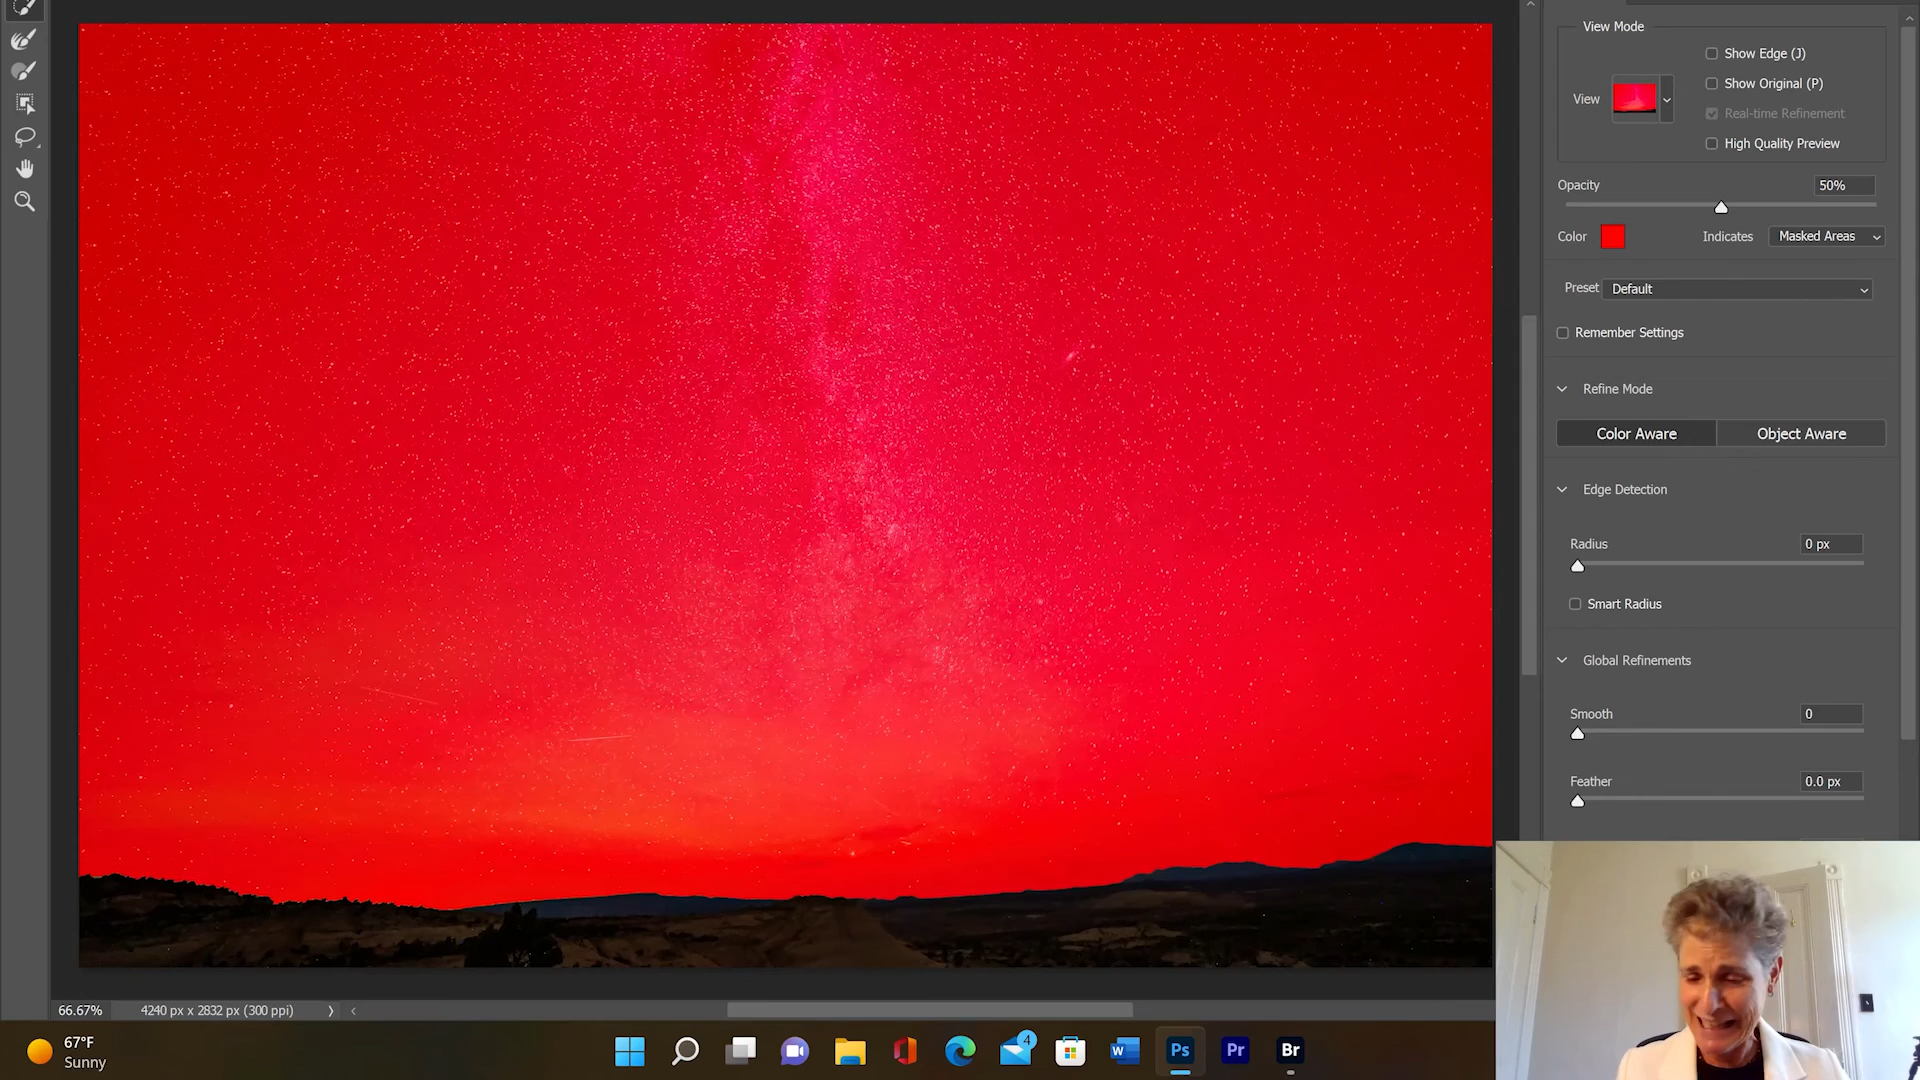 View Mode
Show Edge (J)
View
Show Original (P)
Real-time Refinement
High Quality Preview
Opacity
50%
Color
Indicates
Masked Areas
Preset
Default
Remember Settings
Refine Mode
Color Aware
Object Aware
Edge Detection
Radius
0 px
Smart Radius
Global Refinements
Smooth
0
Feather
0.0 px
66.67%
4240 px x 2832 px (300 ppi)
67°F
Sunny
4
W
Ps
Pr
Br